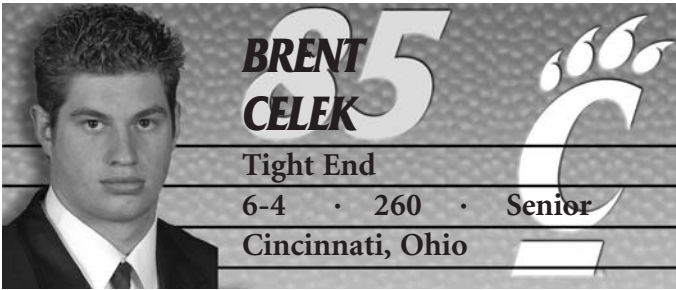 85
BRENT
CELEK
Tight End
6-4 · 260 · Senior
Cincinnati, Ohio
C